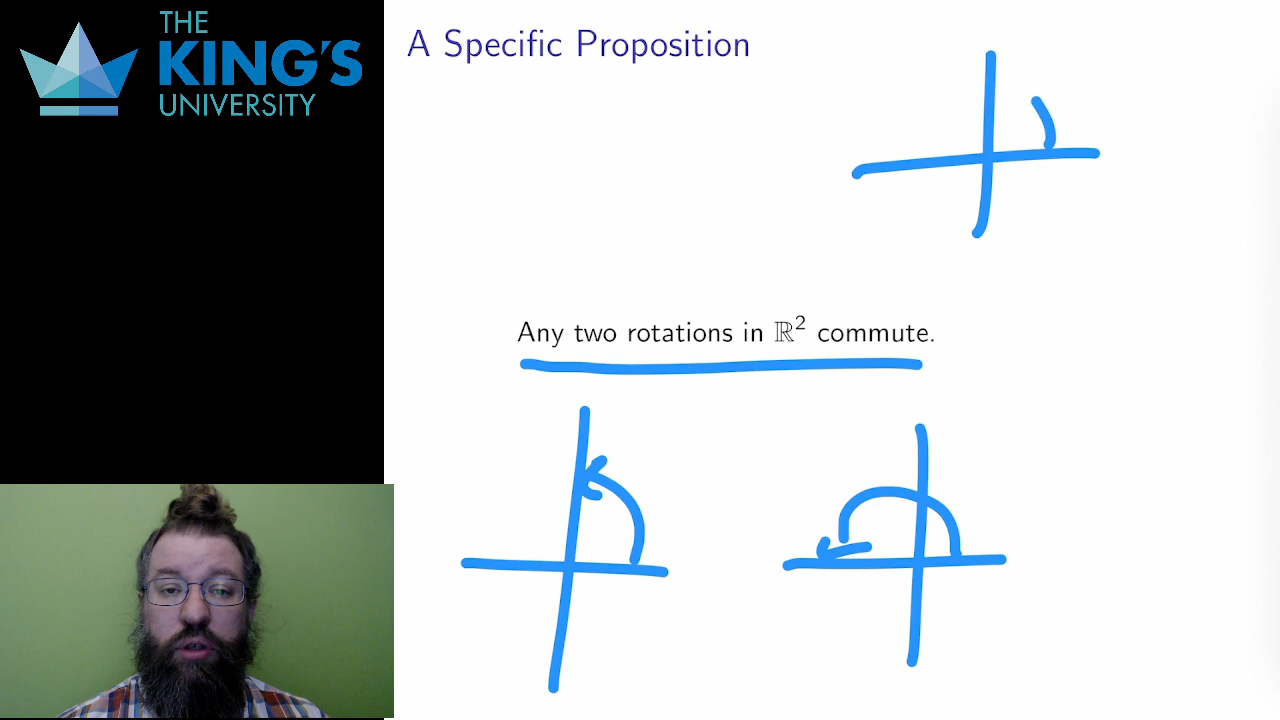 THE
KING'S
UNIVERSITY
A Specific Proposition
Any two rotations in ℝ² commute.